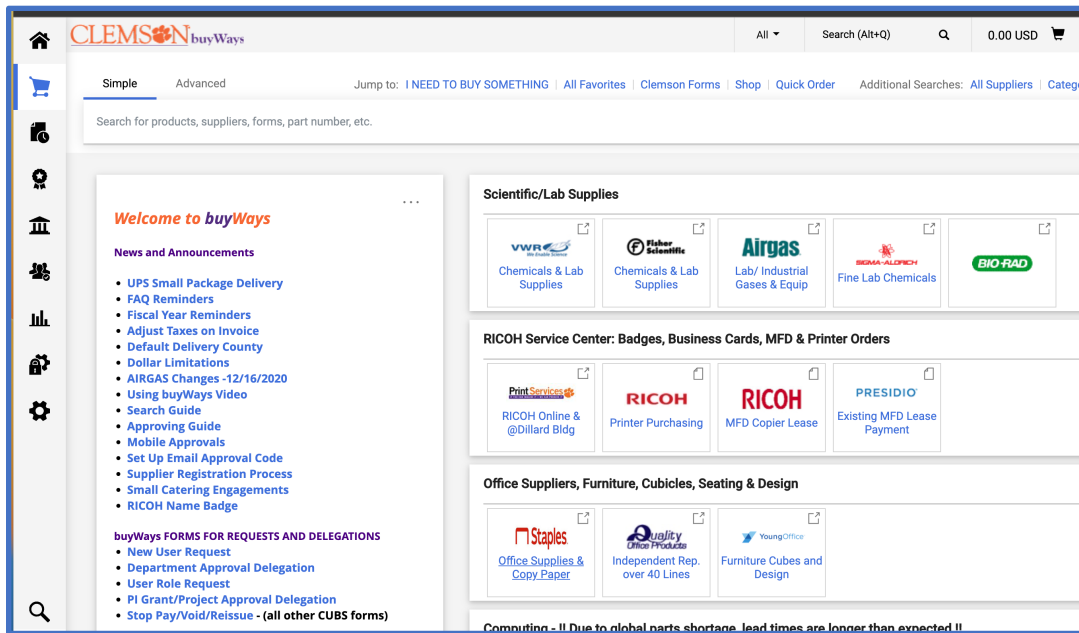 CLEMSON buyWays
All
Search (Alt+Q)
0.00 USD
Simple
Advanced
Jump to: I NEED TO BUY SOMETHING | All Favorites | Clemson Forms | Shop | Quick Order
Additional Searches: All Suppliers | Catego
Search for products, suppliers, forms, part number, etc.
...
Welcome to buyWays
News and Announcements
• UPS Small Package Delivery
• FAQ Reminders
• Fiscal Year Reminders
• Adjust Taxes on Invoice
• Default Delivery County
• Dollar Limitations
• AIRGAS Changes -12/16/2020
• Using buyWays Video
• Search Guide
• Approving Guide
• Mobile Approvals
• Set Up Email Approval Code
• Supplier Registration Process
• Small Catering Engagements
• RICOH Name Badge
buyWays FORMS FOR REQUESTS AND DELEGATIONS
• New User Request
• Department Approval Delegation
• User Role Request
• PI Grant/Project Approval Delegation
• Stop Pay/Void/Reissue - (all other CUBS forms)
Scientific/Lab Supplies
VWR
We Enable Science
Chemicals & Lab
Supplies
Fisher
Scientific
Chemicals & Lab
Supplies
Airgas
Lab/ Industrial
Gases & Equip
SIGMA-ALDRICH
Fine Lab Chemicals
BIO-RAD
RICOH Service Center: Badges, Business Cards, MFD & Printer Orders
Print Services
RICOH Online &
@Dillard Bldg
RICOH
Printer Purchasing
RICOH
MFD Copier Lease
PRESIDIO
Existing MFD Lease
Payment
Office Suppliers, Furniture, Cubicles, Seating & Design
Staples
Office Supplies &
Copy Paper
Quality
Office Products
Independent Rep.
over 40 Lines
YoungOffice
Furniture Cubes and
Design
Computing - !! Due to global parts shortage, lead times are longer than expected !!